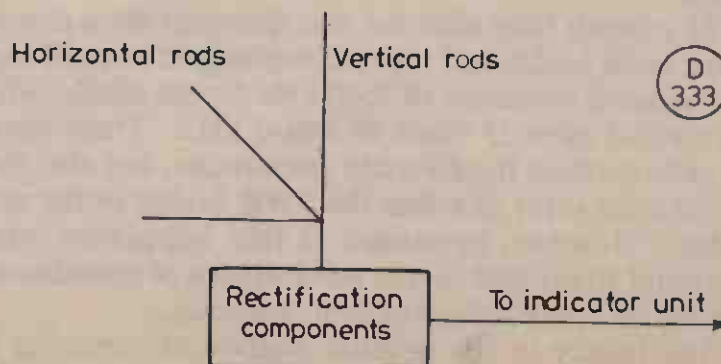 Horizontal rods
Vertical rods
D
333
Rectification
components
To indicator unit